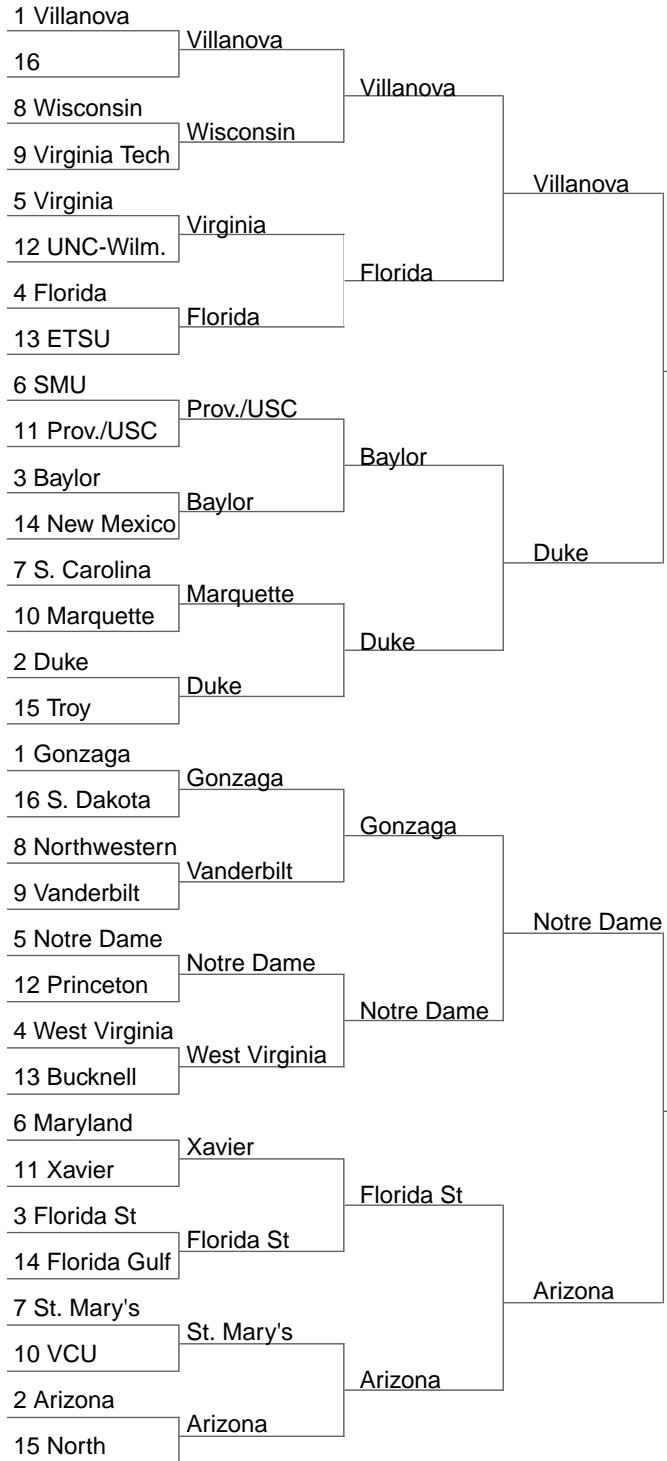 1 Villanova
16
8 Wisconsin
9 Virginia Tech
5 Virginia
12 UNC-Wilm.
4 Florida
13 ETSU
6 SMU
11 Prov./USC
3 Baylor
14 New Mexico
7 S. Carolina
10 Marquette
2 Duke
15 Troy
1 Gonzaga
16 S. Dakota
8 Northwestern
9 Vanderbilt
5 Notre Dame
12 Princeton
4 West Virginia
13 Bucknell
6 Maryland
11 Xavier
3 Florida St
14 Florida Gulf
7 St. Mary's
10 VCU
2 Arizona
15 North
Villanova
Wisconsin
Virginia
Florida
Prov./USC
Baylor
Marquette
Duke
Gonzaga
Vanderbilt
Notre Dame
West Virginia
Xavier
Florida St
St. Mary's
Arizona
Villanova
Florida
Baylor
Duke
Gonzaga
Notre Dame
Florida St
Arizona
Villanova
Duke
Notre Dame
Arizona